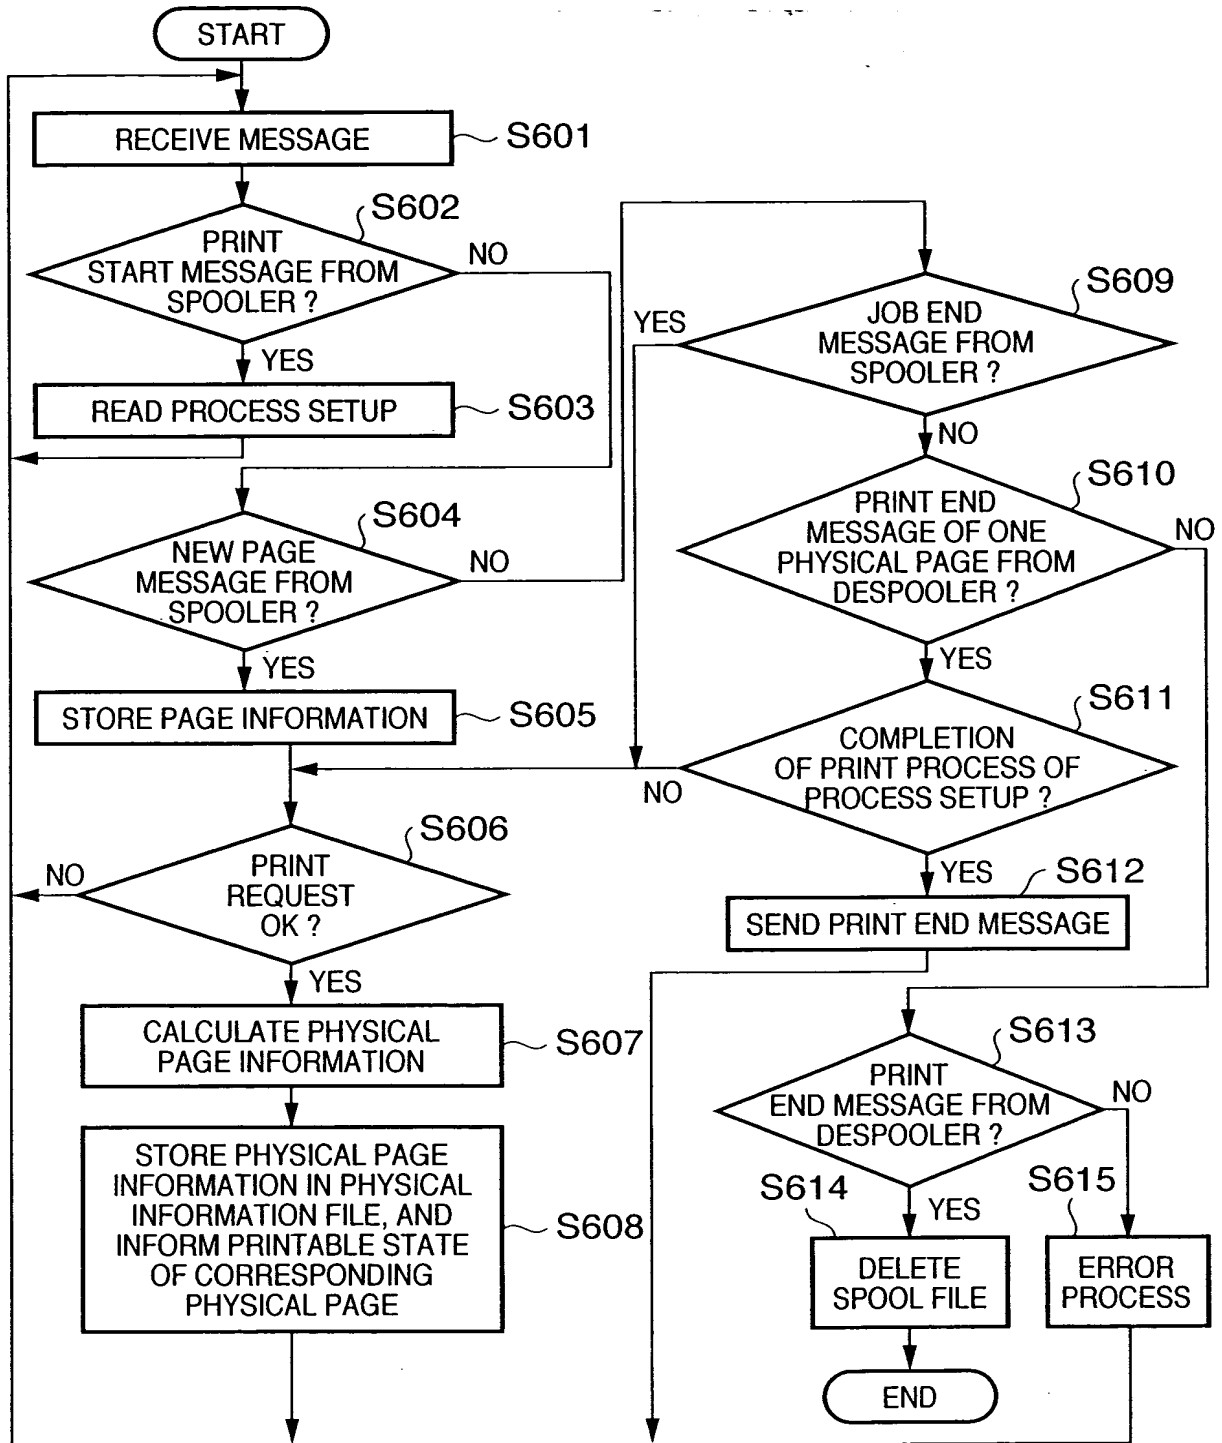 START
RECEIVE MESSAGE
S601
S602
PRINT
START MESSAGE FROM
SPOOLER ?
NO
YES
READ PROCESS SETUP
S603
S604
NEW PAGE
MESSAGE FROM
SPOOLER ?
NO
YES
STORE PAGE INFORMATION
S605
S606
PRINT
REQUEST
OK ?
NO
YES
CALCULATE PHYSICAL
PAGE INFORMATION
S607
STORE PHYSICAL PAGE
INFORMATION IN PHYSICAL
INFORMATION FILE, AND
INFORM PRINTABLE STATE
OF CORRESPONDING
PHYSICAL PAGE
S608
S609
JOB END
MESSAGE FROM
SPOOLER ?
YES
NO
S610
PRINT END
MESSAGE OF ONE
PHYSICAL PAGE FROM
DESPOOLER ?
NO
YES
S611
COMPLETION
OF PRINT PROCESS OF
PROCESS SETUP ?
NO
YES
S612
SEND PRINT END MESSAGE
S613
PRINT
END MESSAGE FROM
DESPOOLER ?
NO
YES
S614
DELETE
SPOOL FILE
S615
ERROR
PROCESS
END